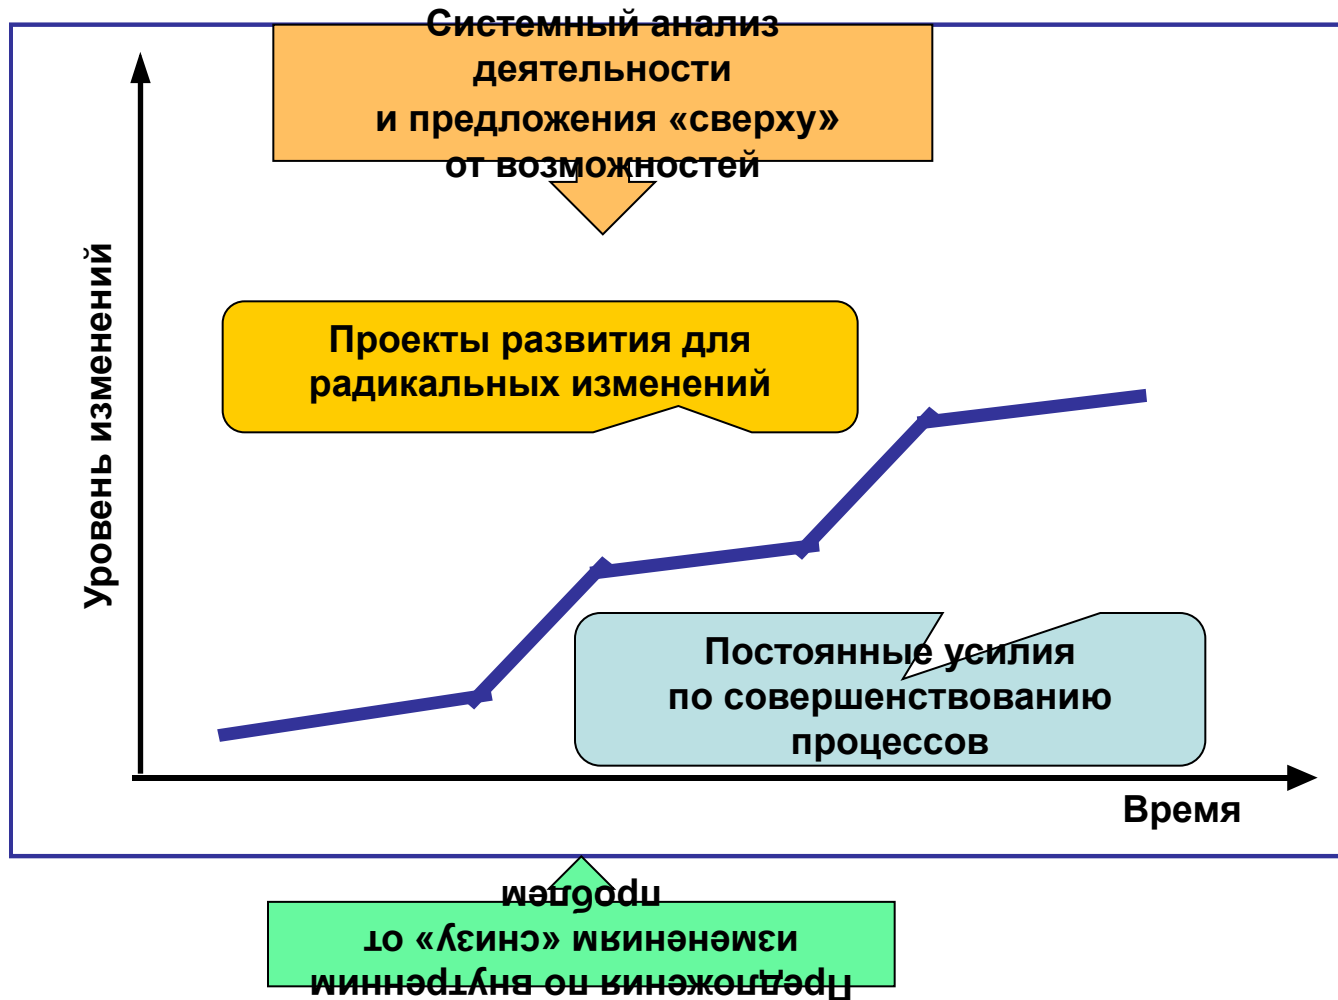 Системный анализ
деятельности
и предложения «сверху»
от возможностей
Уровень изменений
Проекты развития для
радикальных изменений
Постоянные усилия
по совершенствованию
процессов
Время
Предложения по внутренним
изменениям «снизу» от
проблем